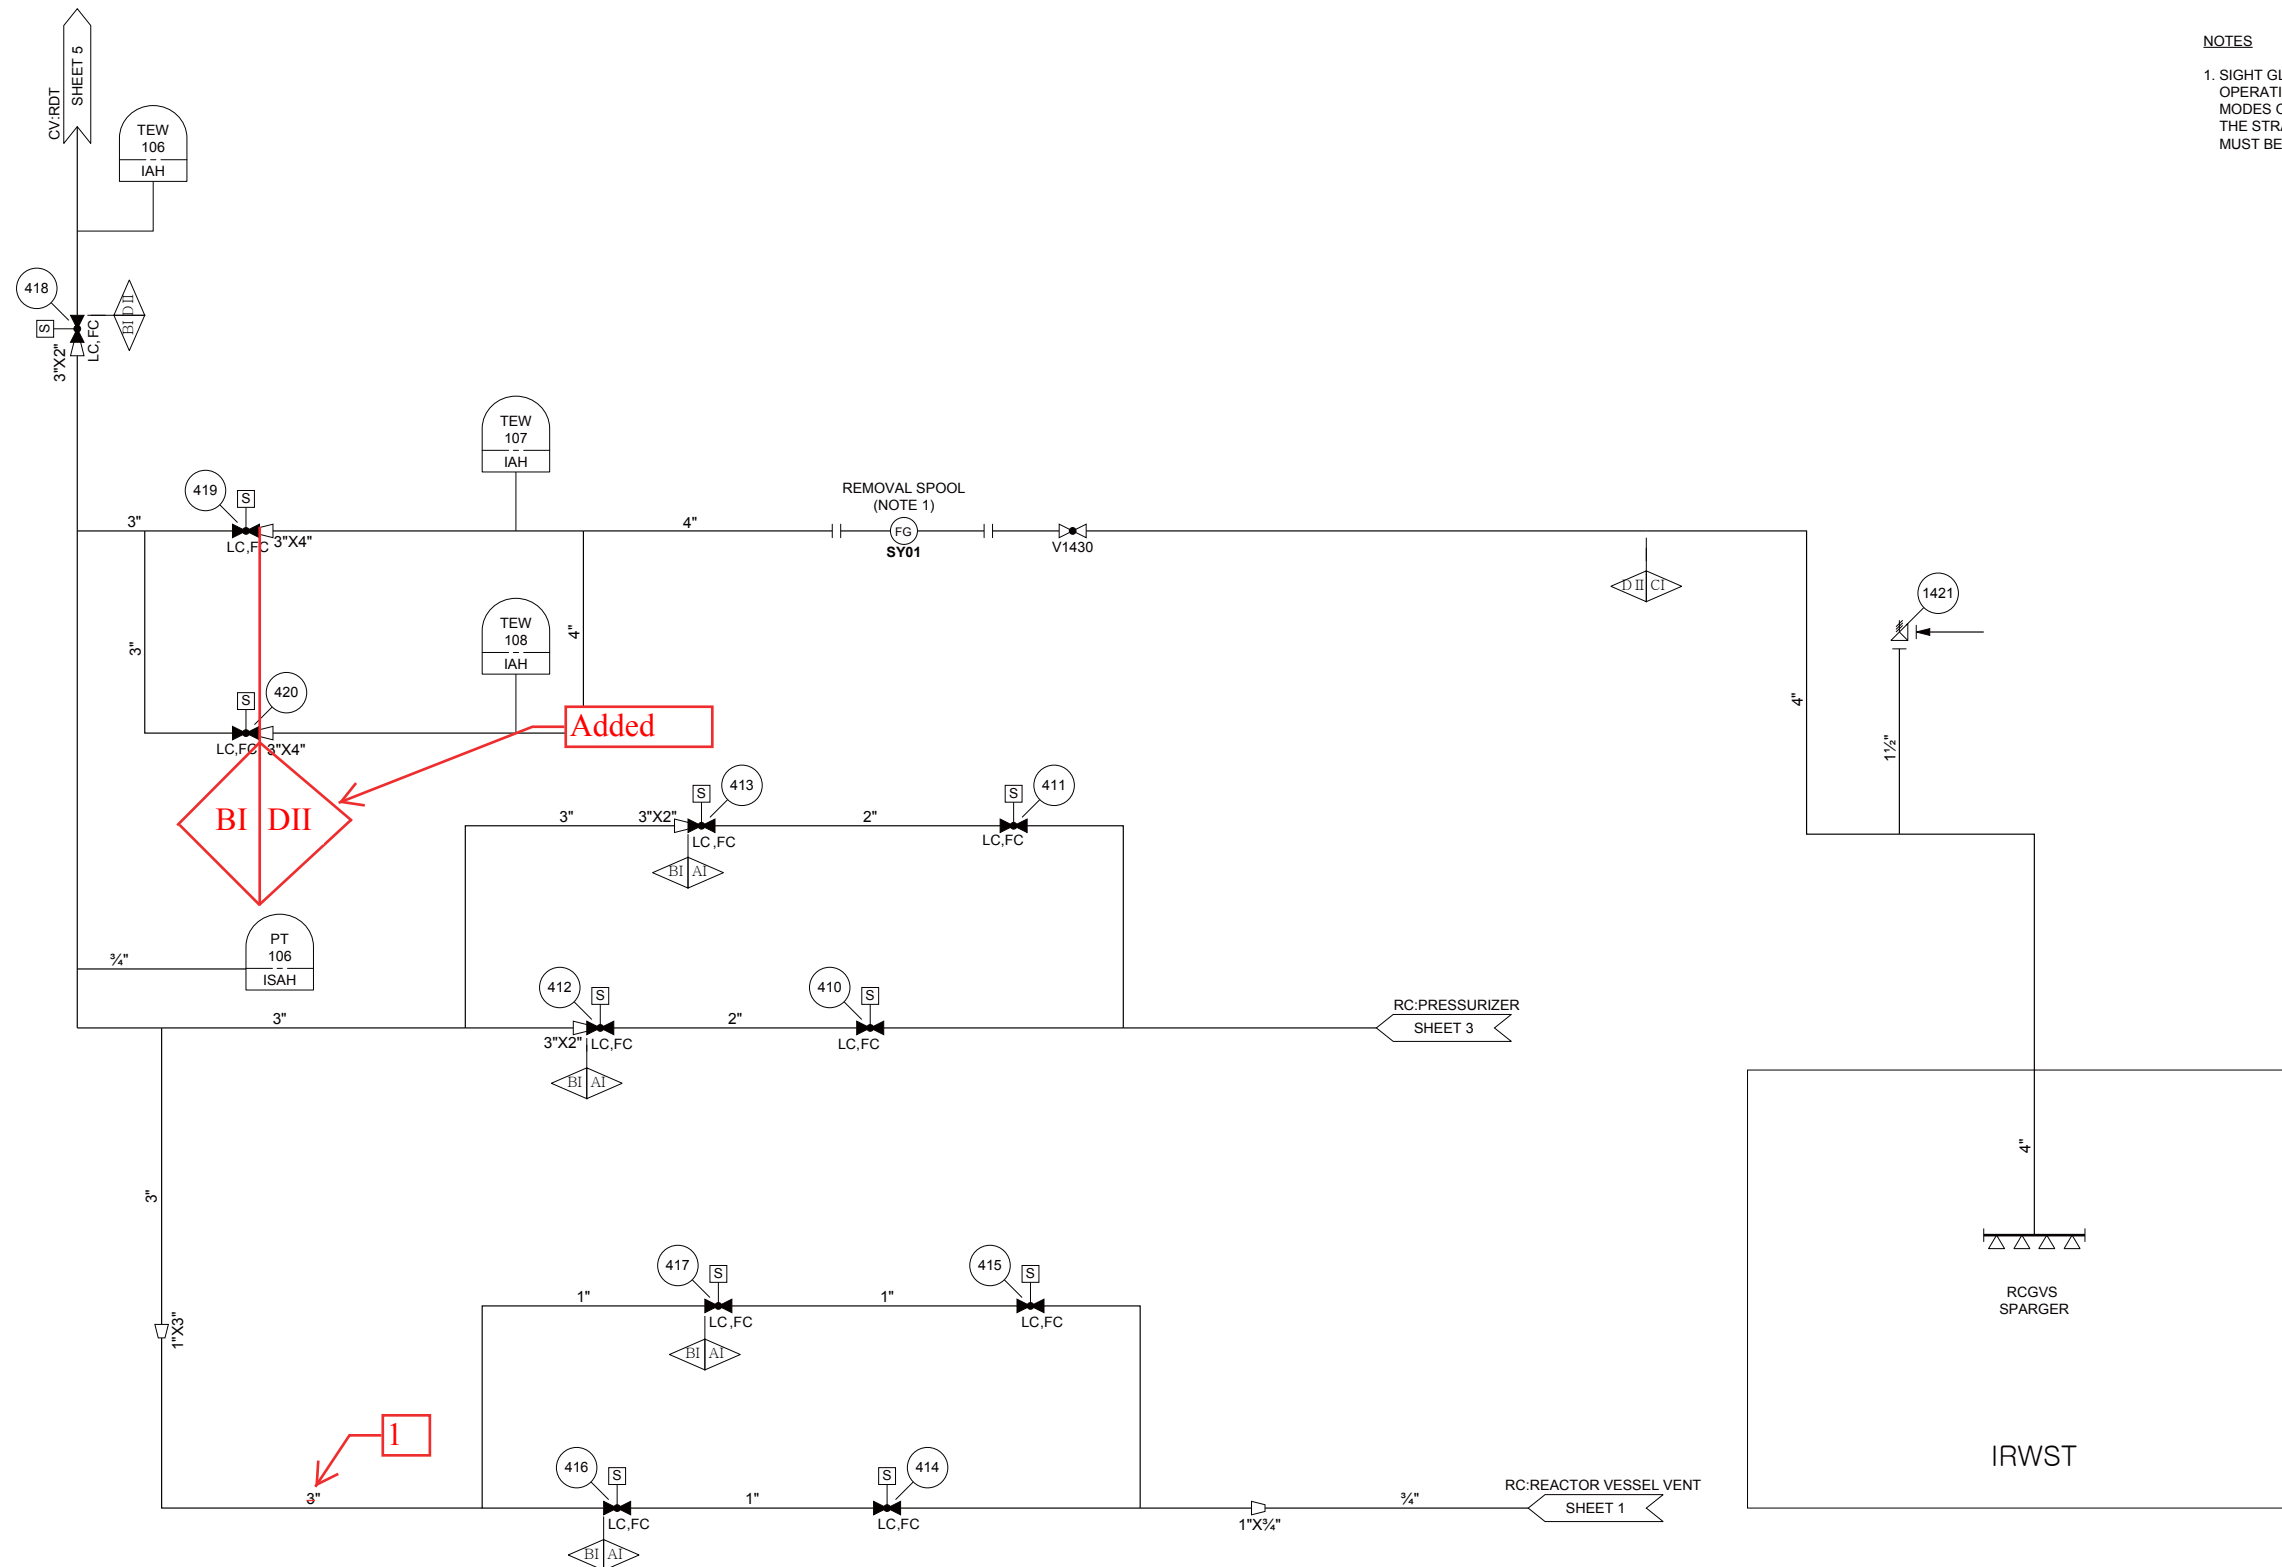 NOTES
1. SIGHT GL
OPERATI
MODES O
THE STRA
MUST BE
CV:RDT
SHEET 5
TEW
106
IAH
418
S
LC,FC
3"X2"
BI DII
TEW
107
IAH
419
S
3"
LC,FC
3"X4"
4"
REMOVAL SPOOL
(NOTE 1)
FG
SY01
V1430
DII CI
1421
3"
TEW
108
IAH
4"
420
S
LC,FC
3"X4"
Added
BI DII
4"
1½"
413
S
3"
3"X2"
LC,FC
2"
411
S
LC,FC
BI AI
PT
106
ISAH
¾"
3"
412
S
3"X2"
LC,FC
2"
410
S
LC,FC
RC:PRESSURIZER
SHEET 3
BI AI
3"
4"
1"X3"
417
S
1"
LC,FC
1"
415
S
LC,FC
BI AI
RCGVS
SPARGER
1
3"
416
S
LC,FC
1"
414
S
LC,FC
1"X¾"
¾"
RC:REACTOR VESSEL VENT
SHEET 1
BI AI
IRWST